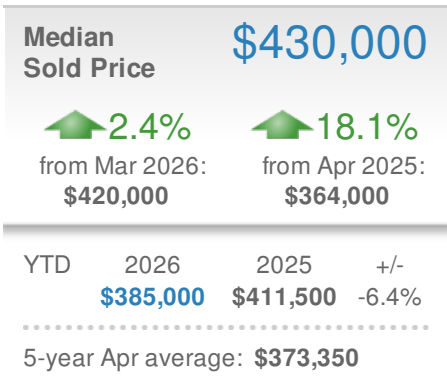 Median
Sold Price
$430,000
2.4%
18.1%
from Mar 2026:
from Apr 2025:
$420,000
$364,000
YTD 2026 2025 +/-
$385,000 $411,500 -6.4%
5-year Apr average: $373,350